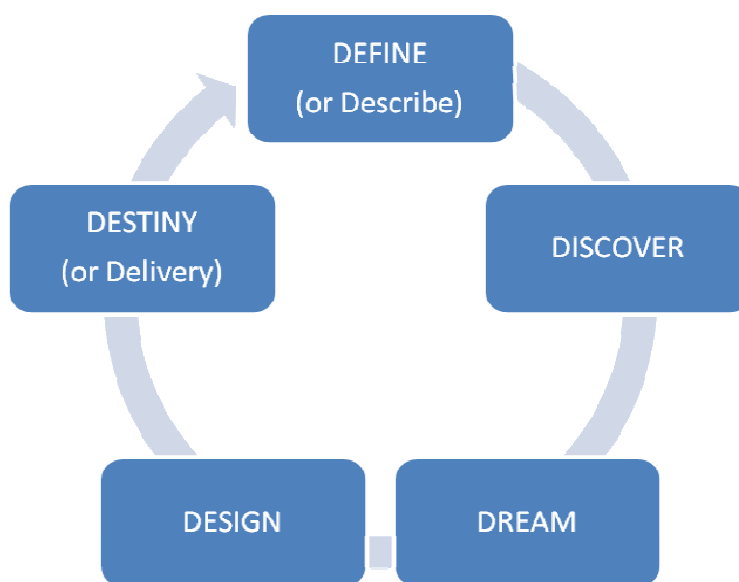 DEFINE
(or Describe)
DISCOVER
DREAM
DESIGN
DESTINY
(or Delivery)